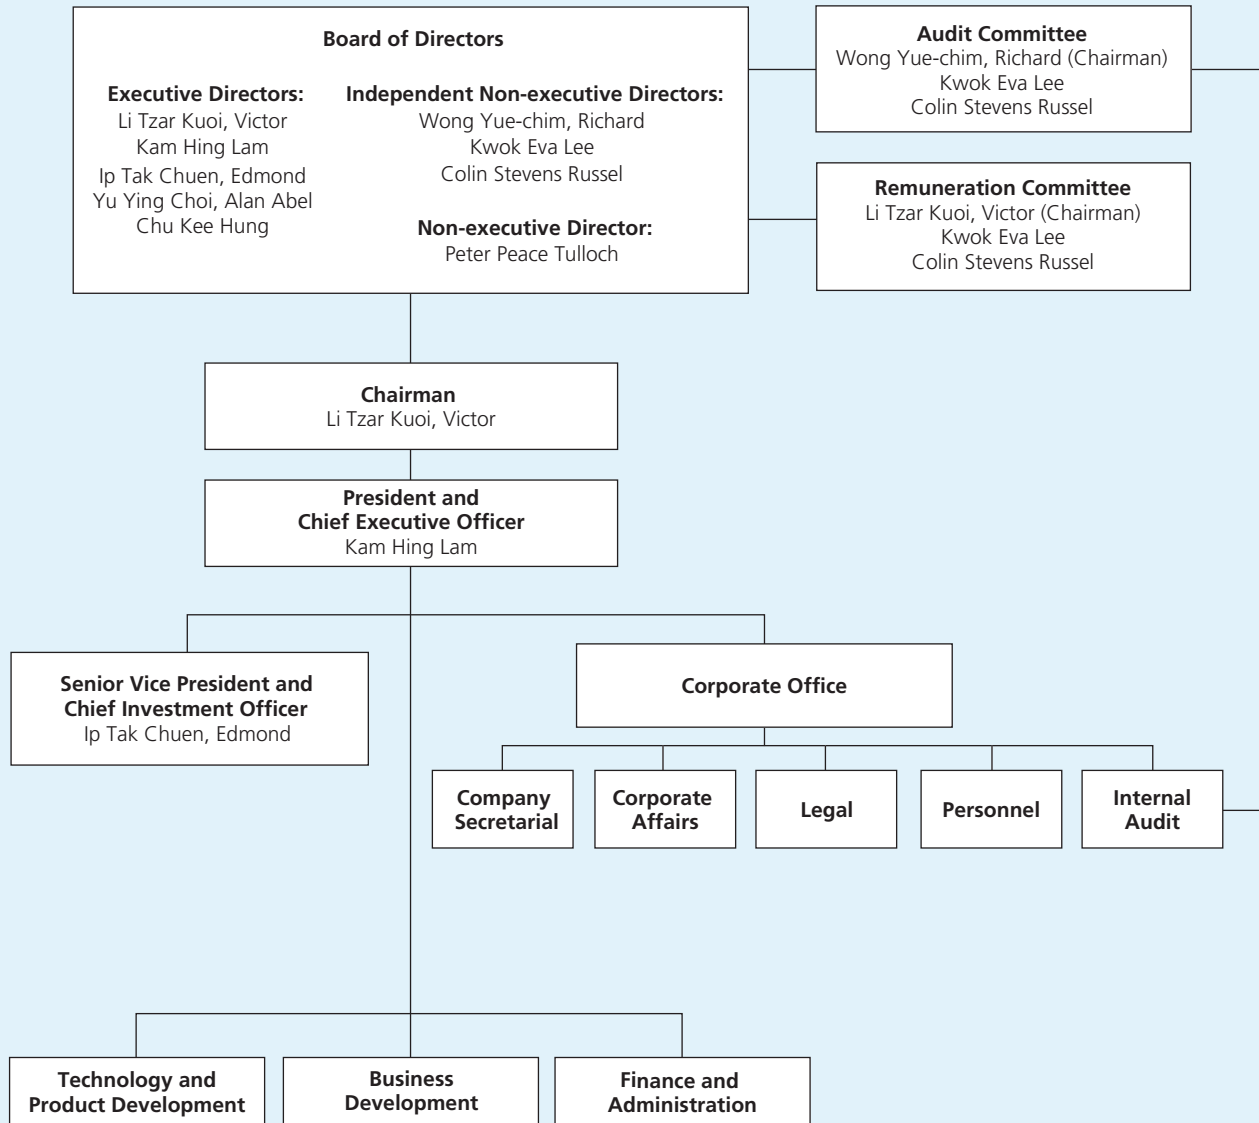 Board of Directors
Executive Directors:
Li Tzar Kuoi, Victor
Kam Hing Lam
Ip Tak Chuen, Edmond
Yu Ying Choi, Alan Abel
Chu Kee Hung
Independent Non-executive Directors:
Wong Yue-chim, Richard
Kwok Eva Lee
Colin Stevens Russel
Non-executive Director:
Peter Peace Tulloch
Audit Committee
Wong Yue-chim, Richard (Chairman)
Kwok Eva Lee
Colin Stevens Russel
Remuneration Committee
Li Tzar Kuoi, Victor (Chairman)
Kwok Eva Lee
Colin Stevens Russel
Chairman
Li Tzar Kuoi, Victor
President and
Chief Executive Officer
Kam Hing Lam
Senior Vice President and
Chief Investment Officer
Ip Tak Chuen, Edmond
Corporate Office
Company
Secretarial
Corporate
Affairs
Legal
Personnel
Internal
Audit
Technology and
Product Development
Business
Development
Finance and
Administration